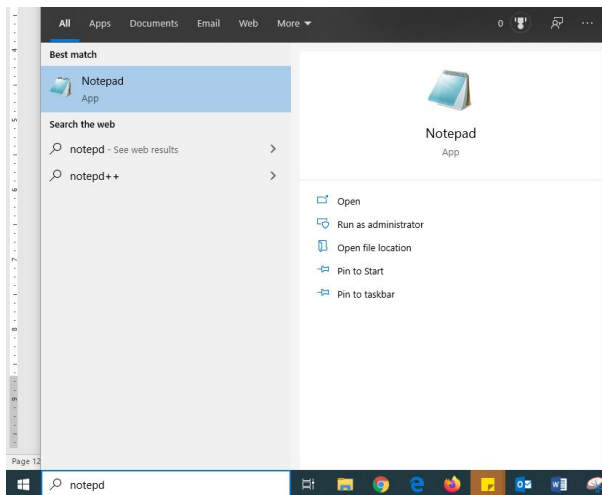 All Apps Documents Email Web More 0
Best match
Notepad
App
Search the web
notepd - See web results
notepd++
Notepad
App
Open
Run as administrator
Open file location
Pin to Start
Pin to taskbar
Page 12
notepd